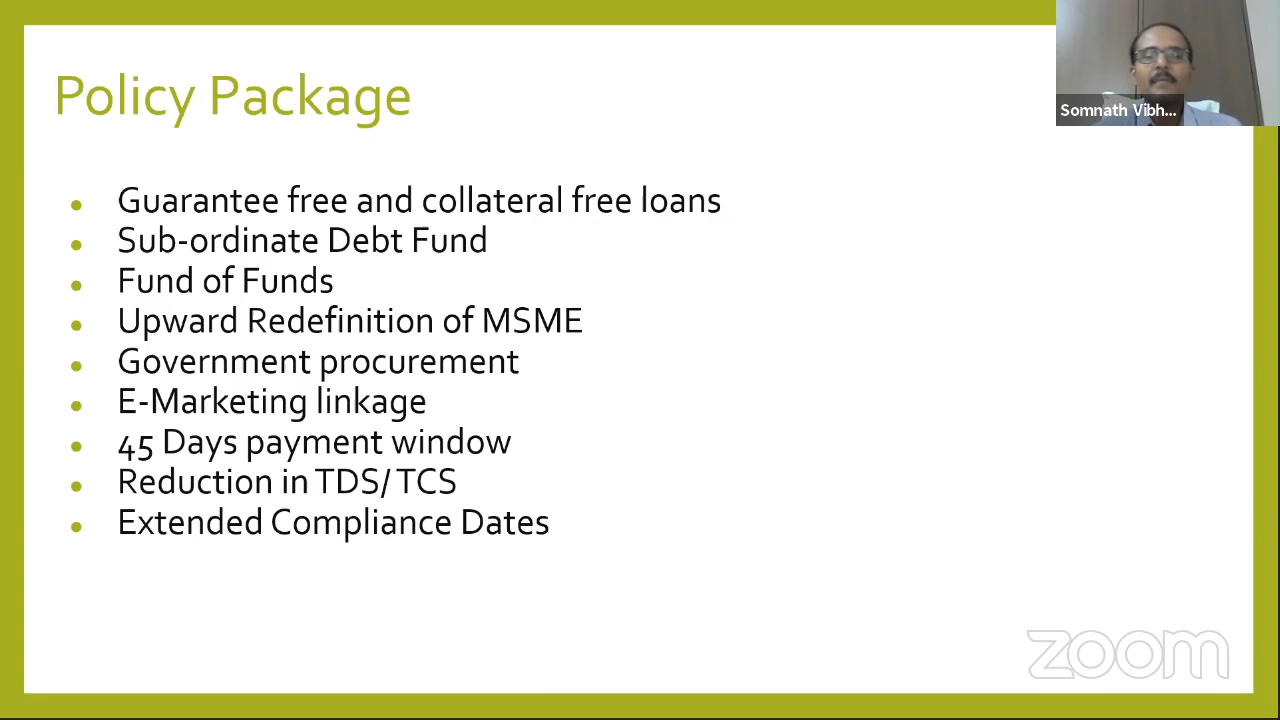 Policy Package
Somnath Vibh...
Guarantee free and collateral free loans
Sub-ordinate Debt Fund
Fund of Funds
Upward Redefinition of MSME
Government procurement
E-Marketing linkage
45 Days payment window
Reduction in TDS/ TCS
Extended Compliance Dates
zoom